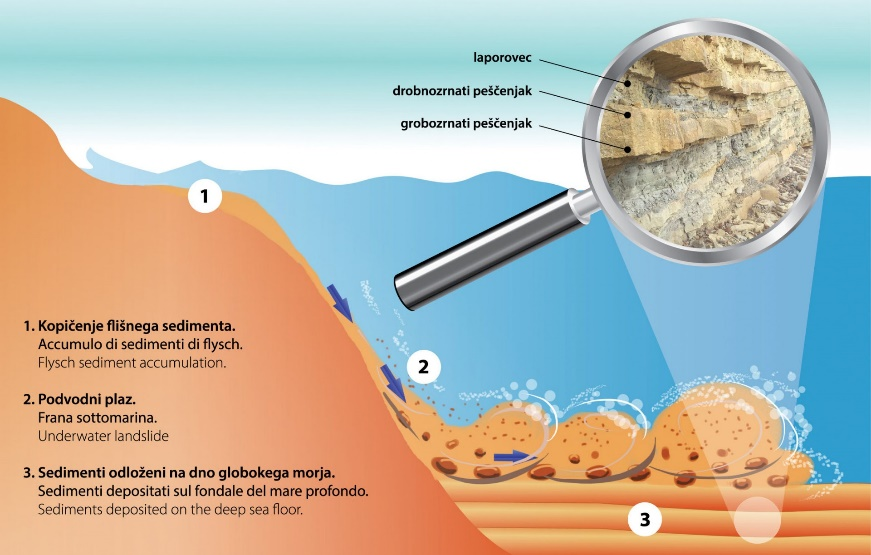 laporovec
drobnozrnati peščenjak
grobozrnati peščenjak
1
2
3
1. Kopičenje flišnega sedimenta.
Accumulo di sedimenti di flysch.
Flysch sediment accumulation.
2. Podvodni plaz.
Frana sottomarina.
Underwater landslide
3. Sedimenti odloženi na dno globokega morja.
Sedimenti depositati sul fondale del mare profondo.
Sediments deposited on the deep sea floor.